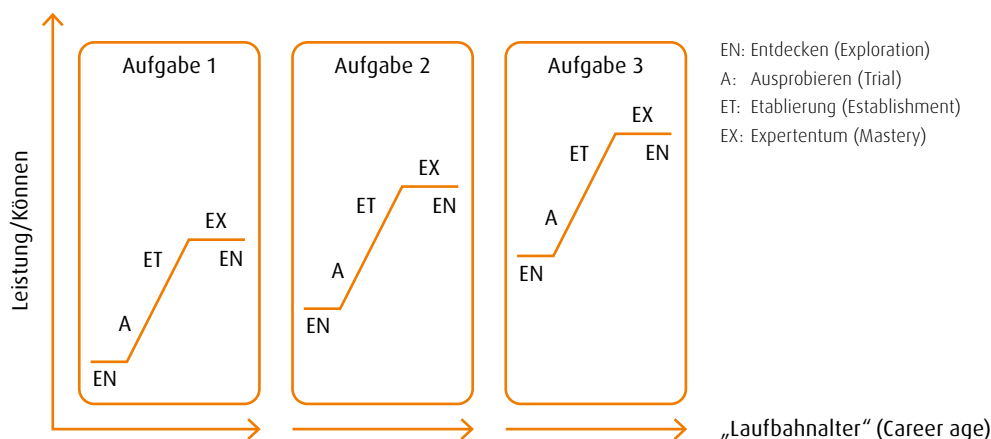 Leistung/Können
Aufgabe 1
EX
ET
EN
A
EN
Aufgabe 2
EX
ET
EN
A
EN
Aufgabe 3
EX
ET
EN
A
EN
EN: Entdecken (Exploration)
A: Ausprobieren (Trial)
ET: Etablierung (Establishment)
EX: Expertentum (Mastery)
„Laufbahnalter“ (Career age)